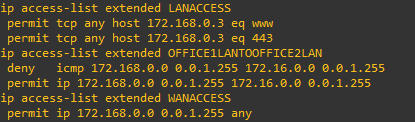 ip access-list extended LANACCESS
 permit tcp any host 172.168.0.3 eq www
 permit tcp any host 172.168.0.3 eq 443
ip access-list extended OFFICE1LANTOOFFICE2LAN
 deny   icmp 172.168.0.0 0.0.1.255 172.16.0.0 0.0.1.255
 permit ip 172.168.0.0 0.0.1.255 172.16.0.0 0.0.1.255
ip access-list extended WANACCESS
 permit ip 172.168.0.0 0.0.1.255 any